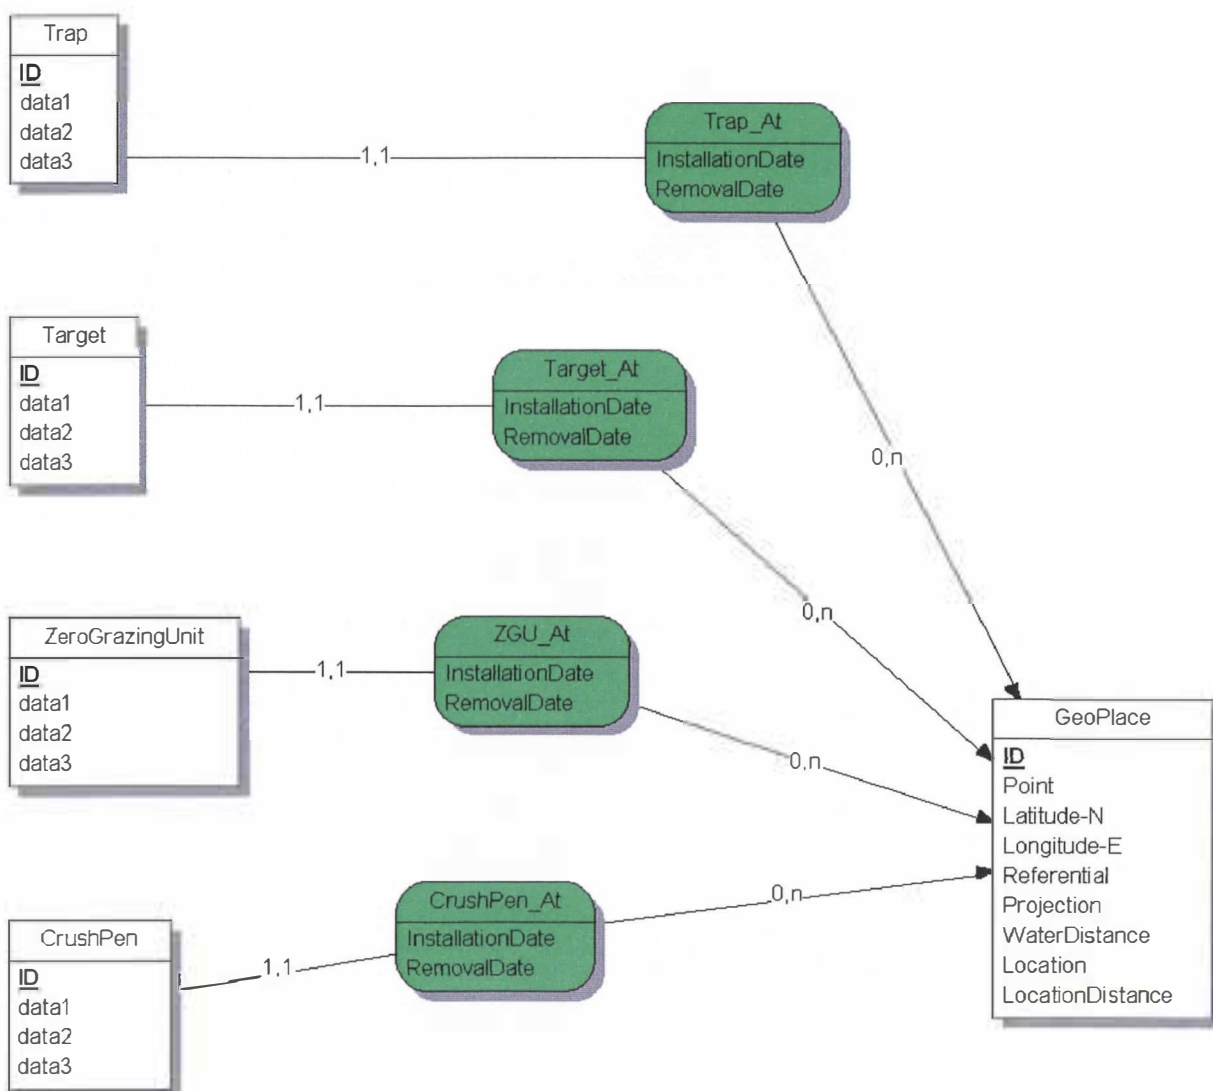 Trap
ID
data1
data2
data3
1,1
Trap_At
InstallationDate
RemovalDate
0,n
Target
ID
data1
data2
data3
1,1
Target_At
InstallationDate
RemovalDate
0,n
ZeroGrazingUnit
ID
data1
data2
data3
1,1
ZGU_At
InstallationDate
RemovalDate
0,n
CrushPen
ID
data1
data2
data3
1,1
CrushPen_At
InstallationDate
RemovalDate
0,n
GeoPlace
ID
Point
Latitude-N
Longitude-E
Referential
Projection
WaterDistance
Location
LocationDistance